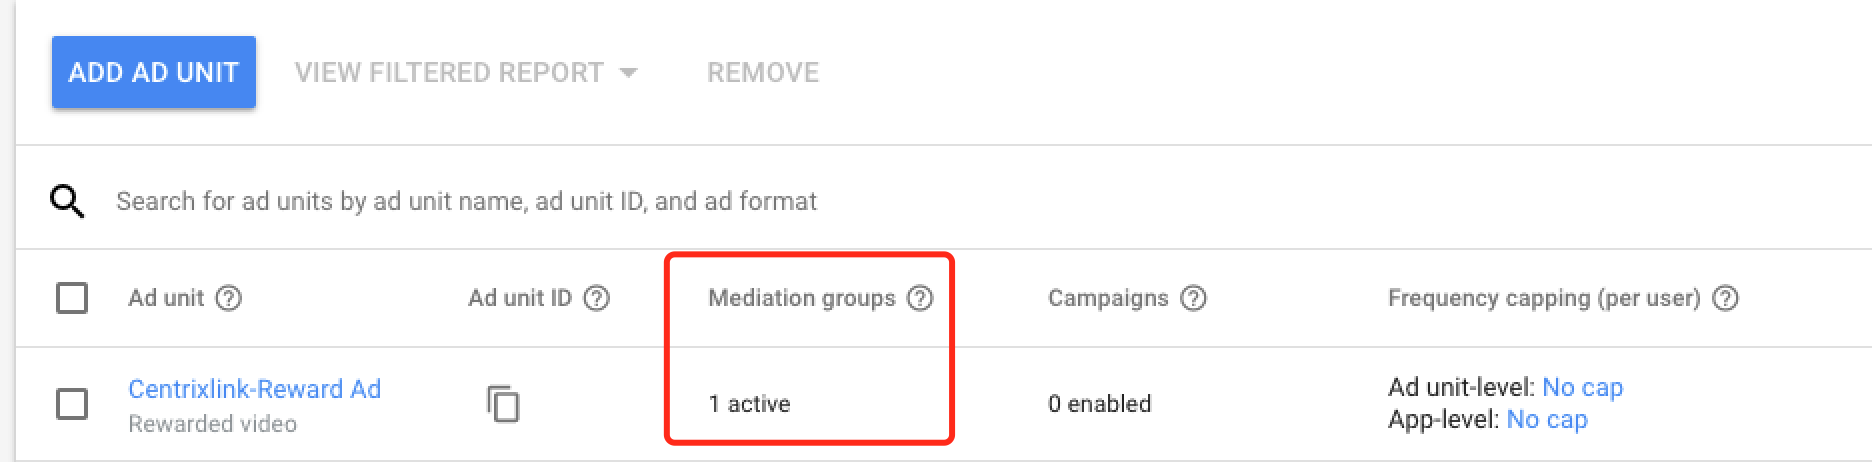 ADD AD UNIT VIEW FILTERED REPORT REMOVE
Search for ad units by ad unit name, ad unit ID, and ad format
Ad unit Ad unit ID Mediation groups Campaigns Frequency capping (per user)
Centrixlink-Reward Ad
Rewarded video
1 active
0 enabled
Ad unit-level: No cap
App-level: No cap